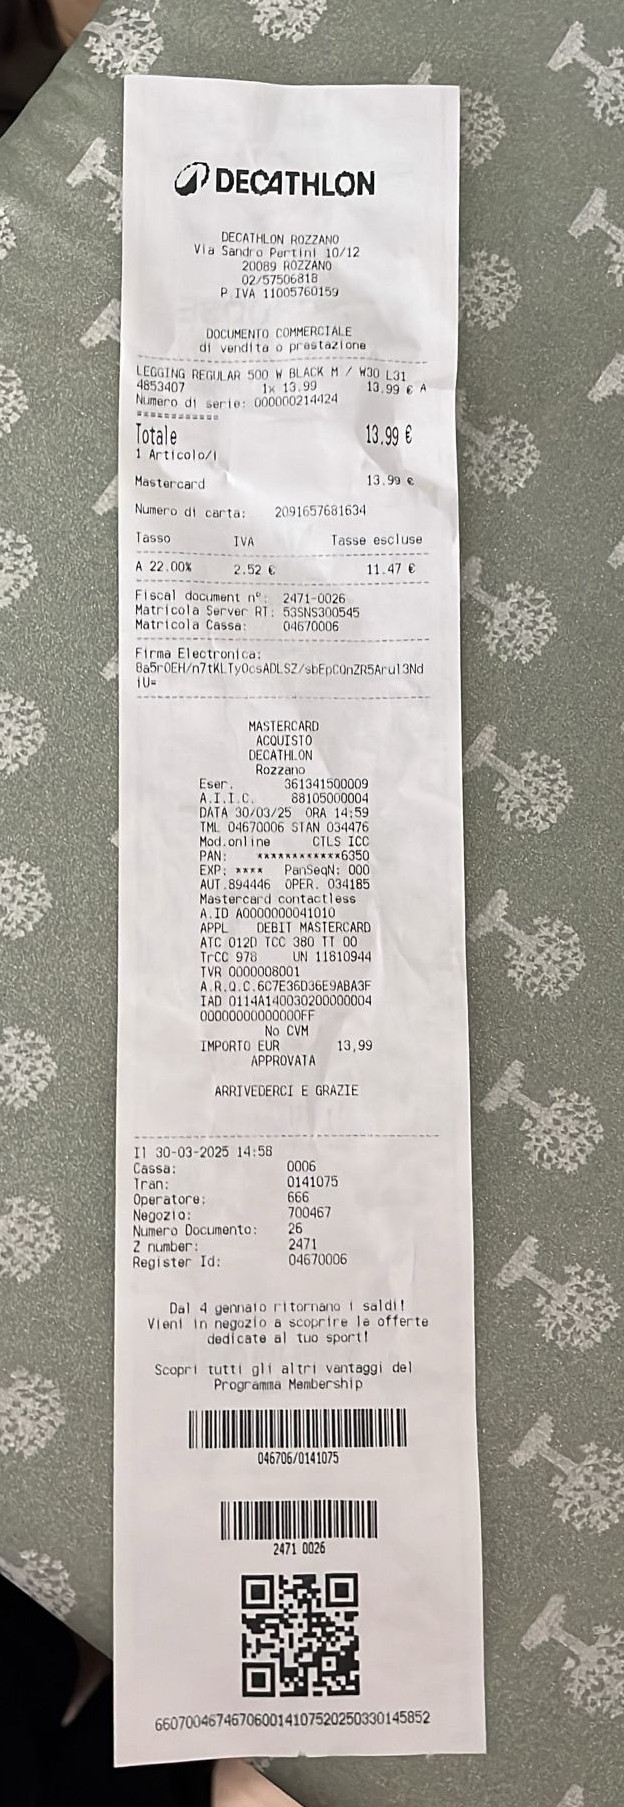 DECATHLON
DECATHLON ROZZANO
Via Sandro Pertini 10/12
20089 ROZZANO
02/57506818
P IVA 11005760159
DOCUMENTO COMMERCIALE
di vendita o prestazione
LEGGING REGULAR 500 W BLACK M / W30 L31
4853407 1x 13.99 13.99 € A
Numero di serie: 000000214424
============
Totale 13,99 €
1 Articolo/i
Mastercard 13.99 €
Numero di carta: 2091657681634
Tasso IVA Tasse escluse
A 22.00% 2.52 € 11.47 €
Fiscal document n°: 2471-0026
Matricola Server RT: 53SNS300545
Matricola Cassa: 04670006
Firma Electronica:
8a5rOEH/n7tKLTyOcsADLSZ/sbEpCQnZR5Arul3Nd
iU=
MASTERCARD
ACQUISTO
DECATHLON
Rozzano
Eser. 361341500009
A.I.I.C. 88105000004
DATA 30/03/25 ORA 14:59
TML 04670006 STAN 034476
Mod.online CTLS ICC
PAN: ************6350
EXP: **** PanSeqN: 000
AUT.894446 OPER. 034185
Mastercard contactless
A.ID A0000000041010
APPL DEBIT MASTERCARD
ATC 012D TCC 380 TT 00
TrCC 978 UN 11810944
TVR 0000008001
A.R.Q.C.6C7E36D36E9ABA3F
IAD 0114A140030200000004
00000000000000FF
No CVM
IMPORTO EUR 13,99
APPROVATA
ARRIVEDERCI E GRAZIE
Il 30-03-2025 14:58
Cassa: 0006
Tran: 0141075
Operatore: 666
Negozio: 700467
Numero Documento: 26
Z number: 2471
Register Id: 04670006
Dal 4 gennaio ritornano i saldi!
Vieni in negozio a scoprire le offerte
dedicate al tuo sport!
Scopri tutti gli altri vantaggi del
Programma Membership
046706/0141075
2471 0026
660700467467060014107520250330145852